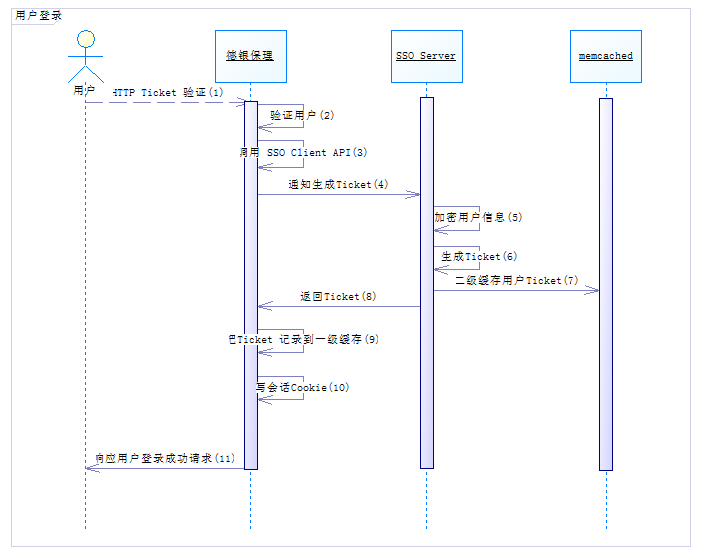 用户登录
德银保理
SSO Server
memcached
用户
HTTP Ticket 验证(1)
验证用户(2)
调用 SSO Client API(3)
通知生成Ticket(4)
加密用户信息(5)
生成Ticket(6)
二级缓存用户Ticket(7)
返回Ticket(8)
把Ticket 记录到一级缓存(9)
写会话Cookie(10)
响应用户登录成功请求(11)